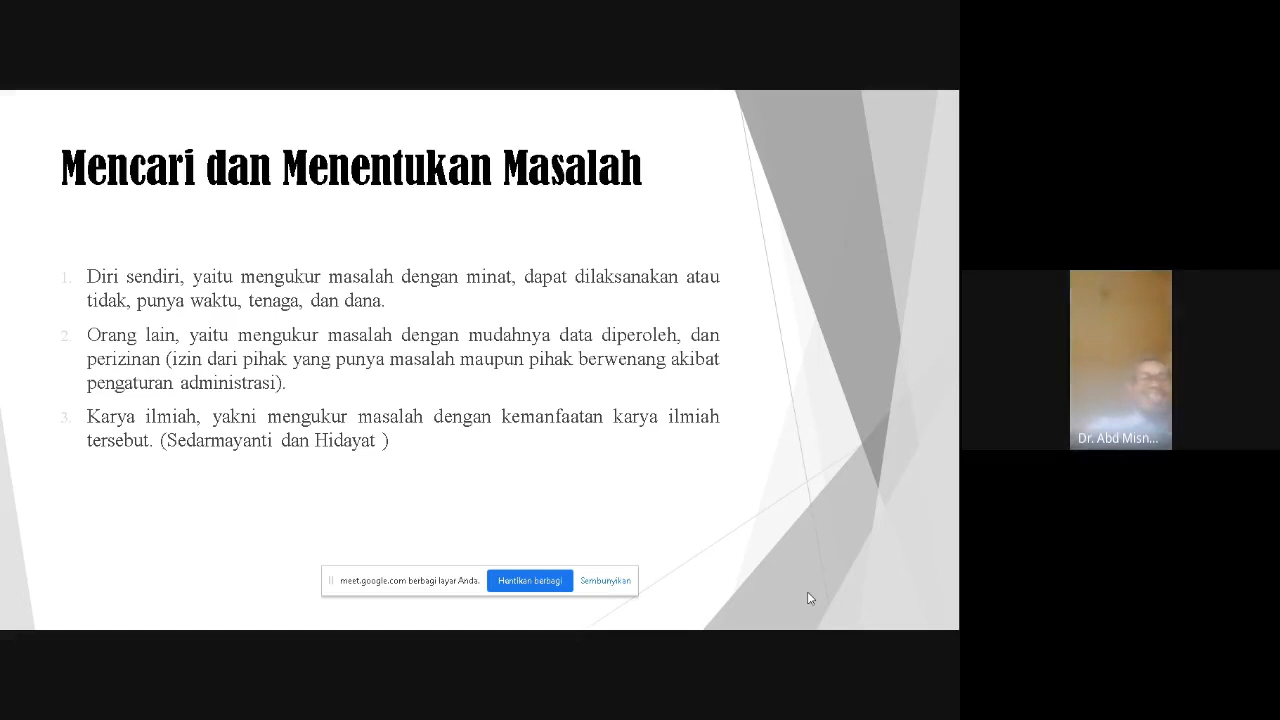 Mencari dan Menentukan Masalah
1. Diri sendiri, yaitu mengukur masalah dengan minat, dapat dilaksanakan atau
tidak, punya waktu, tenaga, dan dana.
2. Orang lain, yaitu mengukur masalah dengan mudahnya data diperoleh, dan
perizinan (izin dari pihak yang punya masalah maupun pihak berwenang akibat
pengaturan administrasi).
3. Karya ilmiah, yakni mengukur masalah dengan kemanfaatan karya ilmiah
tersebut. (Sedarmayanti dan Hidayat )
meet.google.com berbagi layar Anda. Hentikan berbagi Sembunyikan
Dr. Abd Misn...